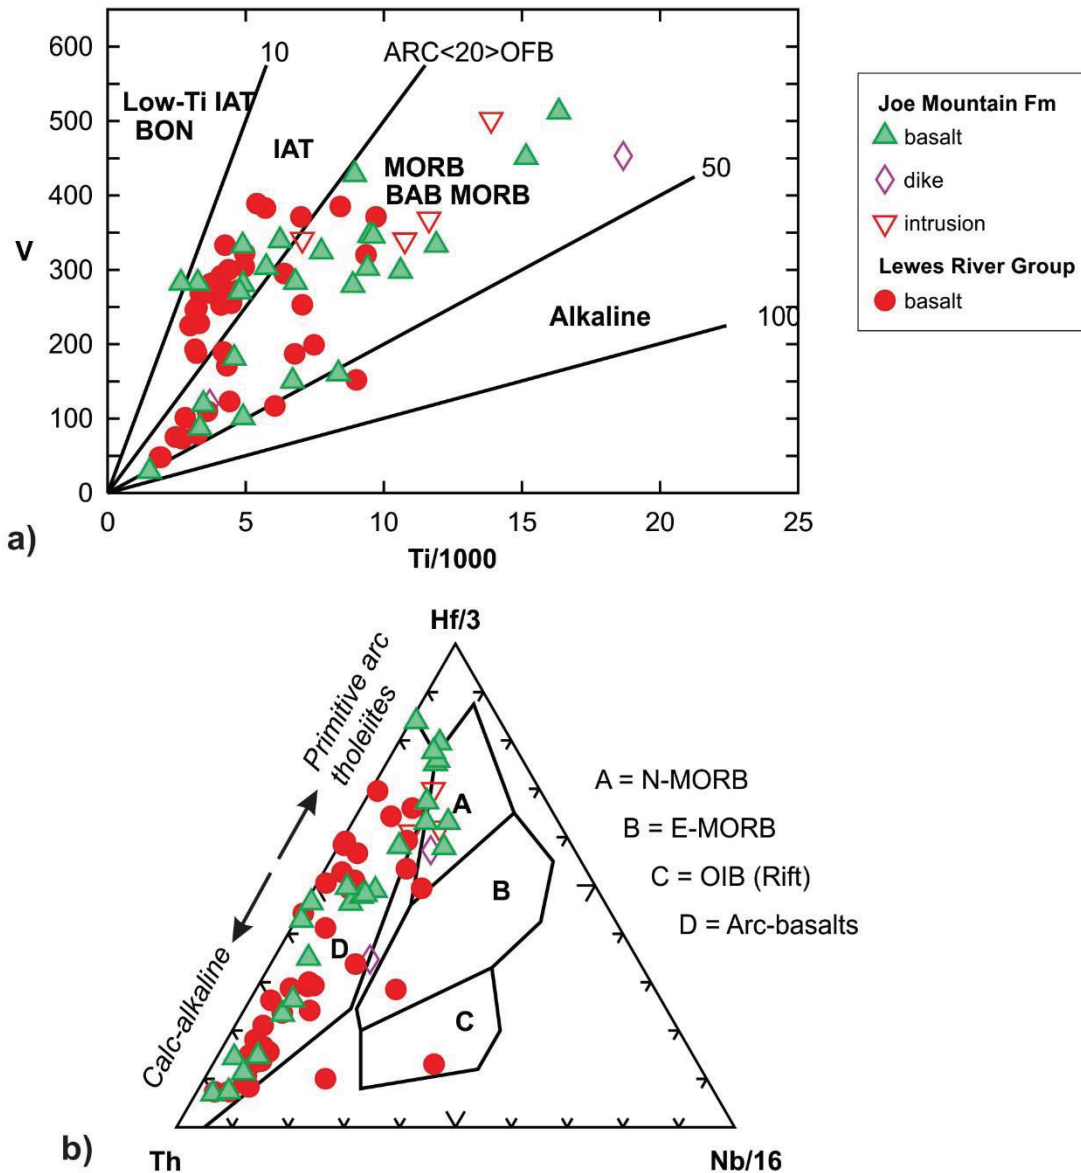 600
500
400
300
200
100
0
V
10
ARC<20>OFB
Low-Ti IAT
BON
IAT
MORB
BAB MORB
50
Alkaline
100
0
5
10
15
20
25
Ti/1000
a)
Joe Mountain Fm
basalt
dike
intrusion
Lewes River Group
basalt
Hf/3
Primitive arc
tholeiites
Calc-alkaline
A
B
C
D
A = N-MORB
B = E-MORB
C = OIB (Rift)
D = Arc-basalts
b)
Th
Nb/16